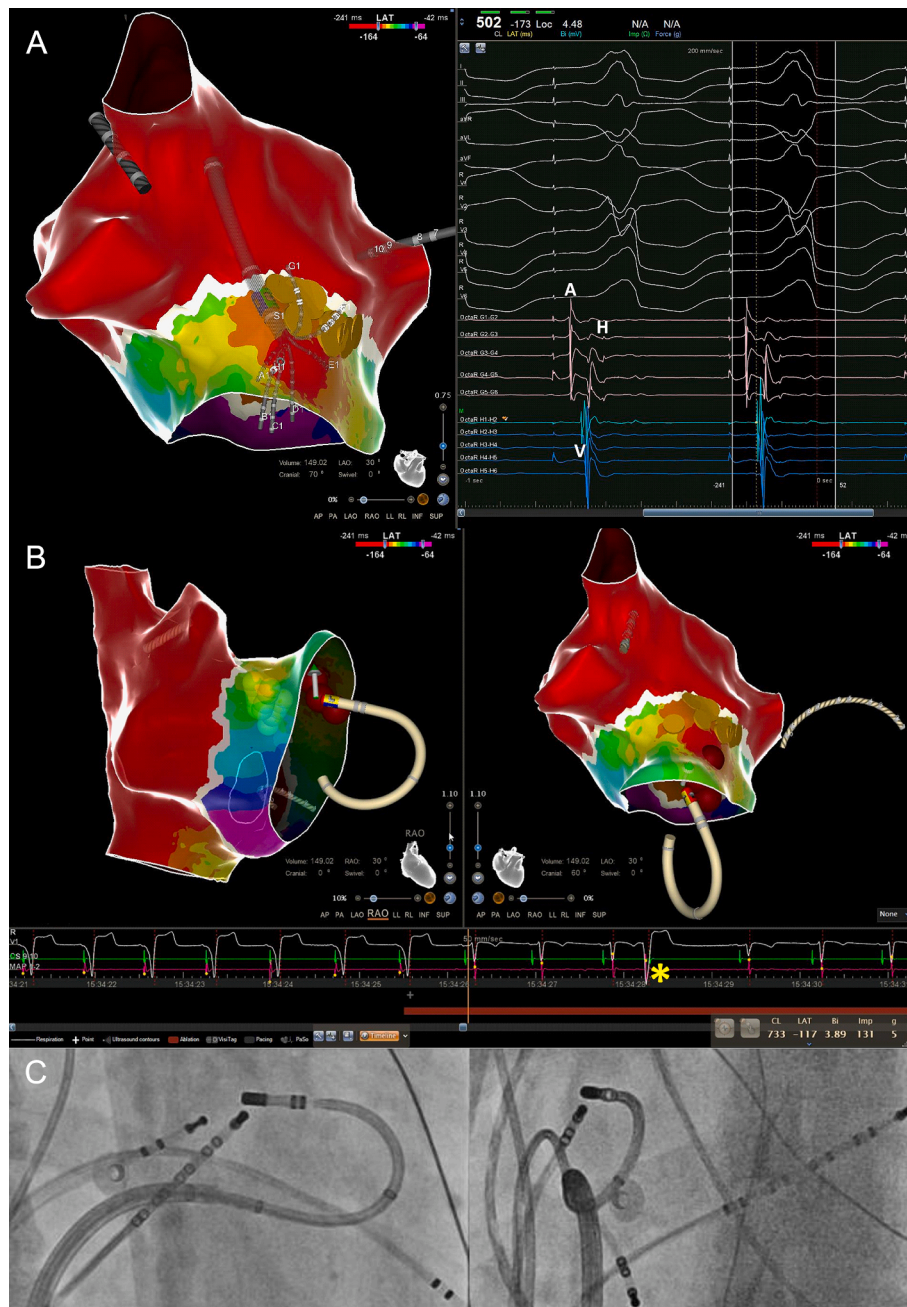 A
-241 ms LAT -42 ms
-164 -64
G1
S1
E1
A
B1
C1
D1
10 9 8 7
0.75
Volume: 149.02 LAO: 30 °
Cranial: 70 ° Swivel: 0 °
0%
AP PA LAO RAO LL RL INF SUP
502 -173 Loc 4.48 N/A N/A
CL LAT (ms) Bi (mV) Imp (Ω) Force (g)
200 mm/sec
I
II
III
aVR
aVL
aVF
R
V1
R
V2
R
V3
R
R
R
V6
A
H
V
OctaR G1-G2
OctaR G2-G3
OctaR G3-G4
OctaR G4-G5
OctaR G5-G6
M
OctaR H1-H2
OctaR H2-H3
OctaR H3-H4
OctaR H4-H5
OctaR H5-H6
-1 sec -241 0 sec 52
B
-241 ms LAT -42 ms
-164 -64
1.10
RAO
Volume: 149.02 RAO: 30 °
Cranial: 0 ° Swivel: 0 °
10%
AP PA LAO RAO LL RL INF SUP
-241 ms LAT -42 ms
-164 -64
1.10
Volume: 149.02 LAO: 30 °
Cranial: 60 ° Swivel: 0 °
0%
AP PA LAO RAO LL RL INF SUP
None
R
V1
50 mm/sec
CS 9-10
MAP 1-2
15:34:22 15:34:23 15:34:24 15:34:25 15:34:26 15:34:27 15:34:28 15:34:29 15:34:30
Respiration Point Ultrasound contours Ablation VisiTag Pacing PaSo Timeline
CL LAT Bi Imp g
733 -117 3.89 131 5
C